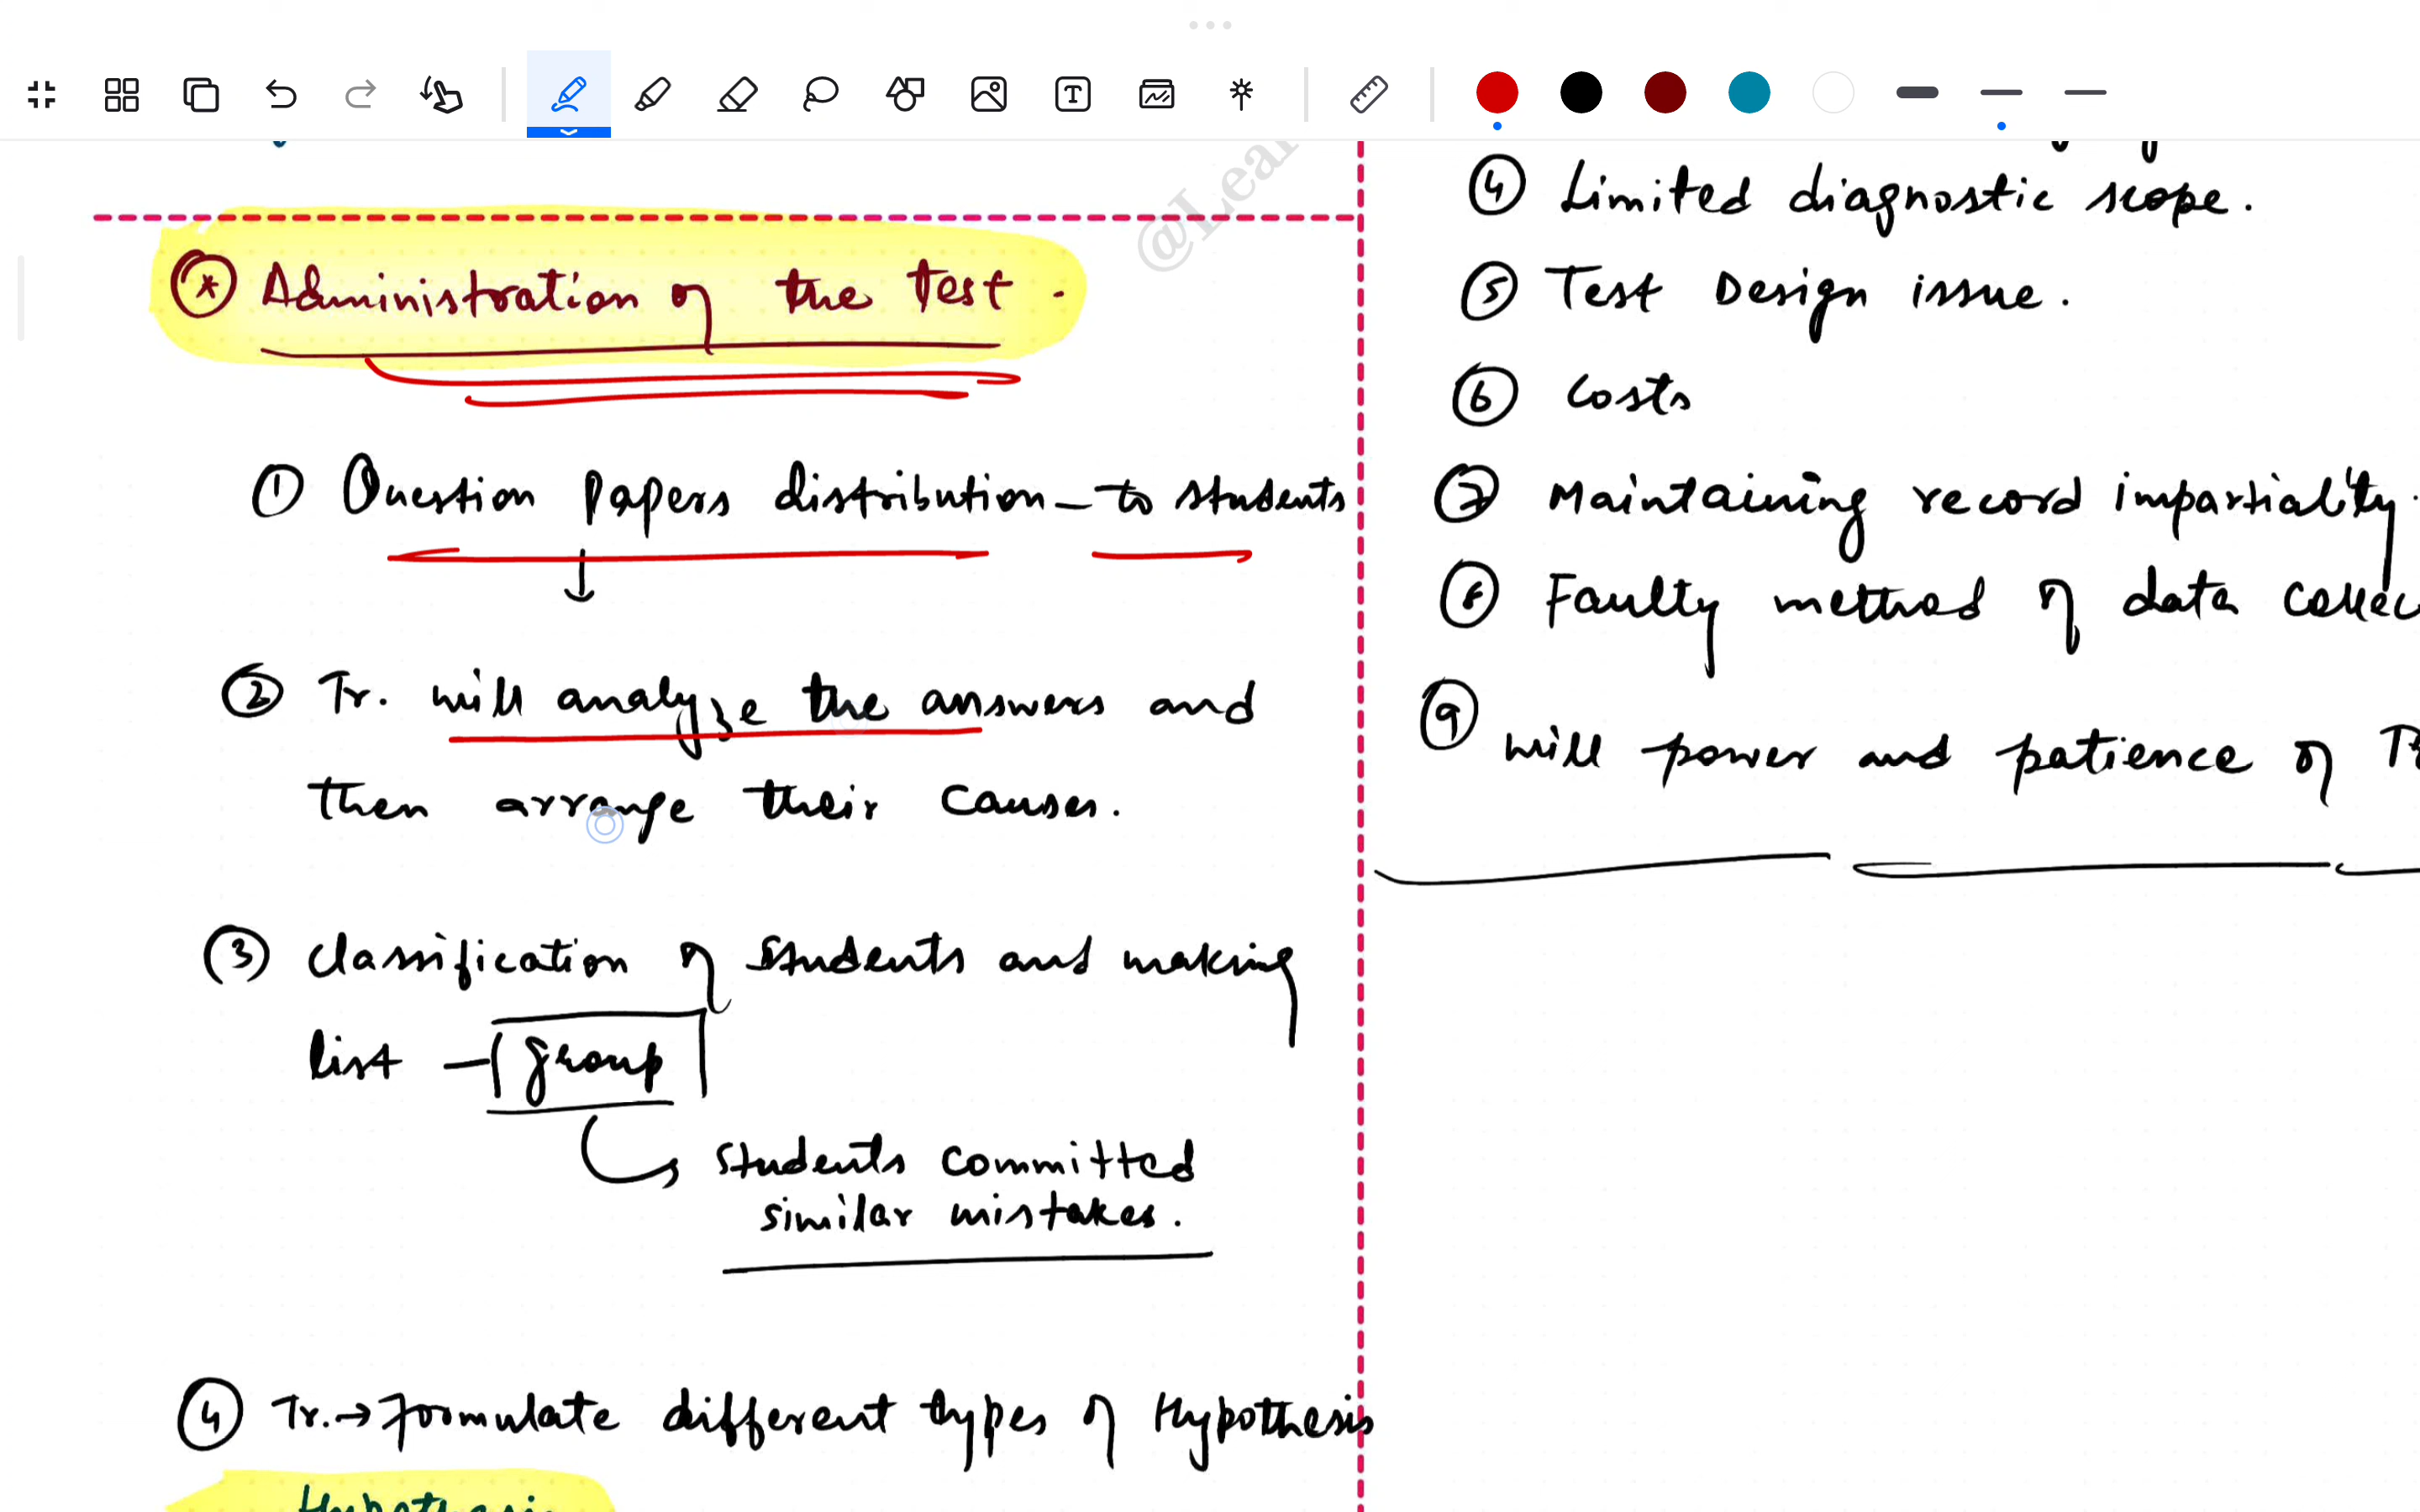 @Lear
⊛ Administration of the Test.
① Question Papers distribution - to students
↓
② Tr. will analyze the answers and
then arrange their causes.
③ classification of students and making
list - group
students committed
similar mistakes.
④ Tr. → Formulate different types of Hypothesis
Hypothesis
④ Limited diagnostic scope.
⑤ Test Design issue.
⑥ Costs
⑦ Maintaining record impartiality.
⑧ Faulty method of data collec
⑨ will power and patience of